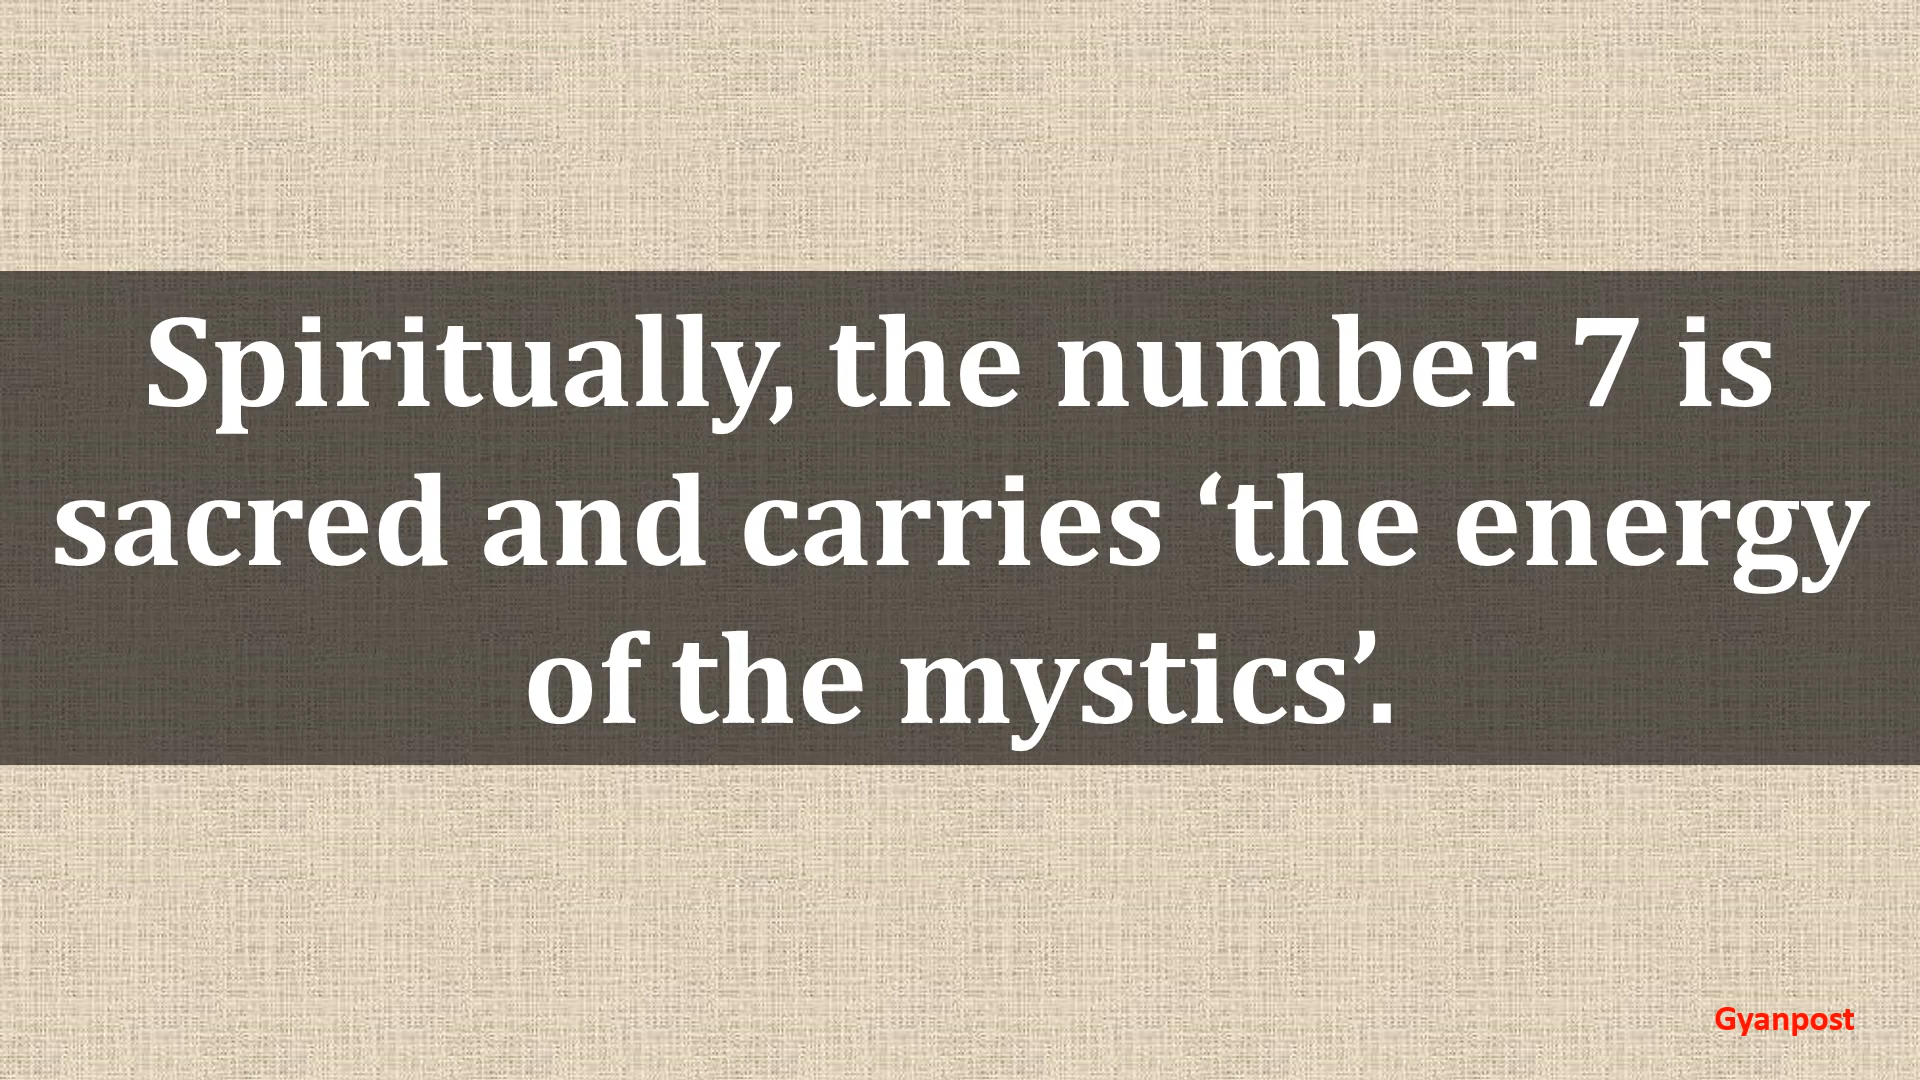 Spiritually, the number 7 is
sacred and carries ‘the energy
of the mystics’.
Gyanpost